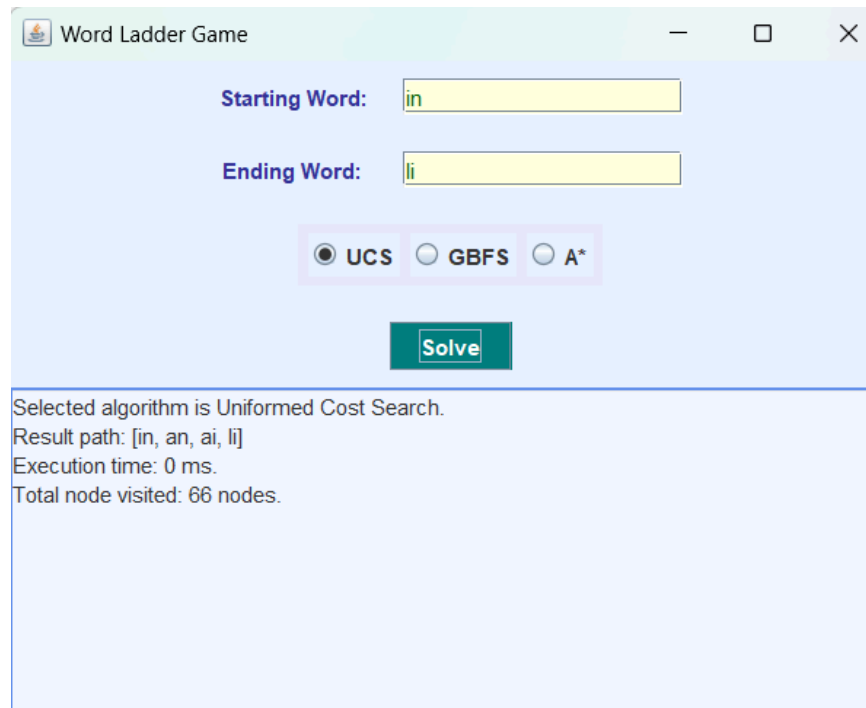 Word Ladder Game
Starting Word: in
Ending Word: li
UCS GBFS A*
Solve
Selected algorithm is Uniformed Cost Search.
Result path: [in, an, ai, li]
Execution time: 0 ms.
Total node visited: 66 nodes.